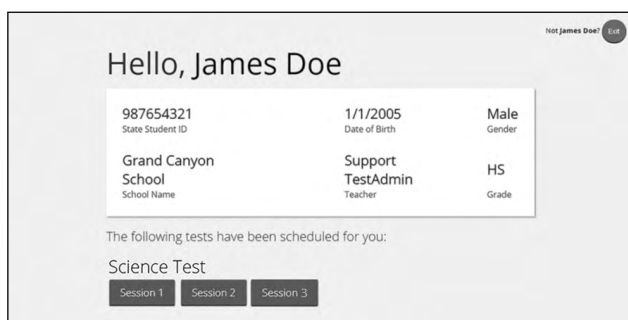 Not James Doe? Exit
Hello, James Doe
987654321 1/1/2005 Male
State Student ID Date of Birth Gender
Grand Canyon Support HS
School TestAdmin
School Name Teacher Grade
The following tests have been scheduled for you:
Science Test
Session 1 Session 2 Session 3